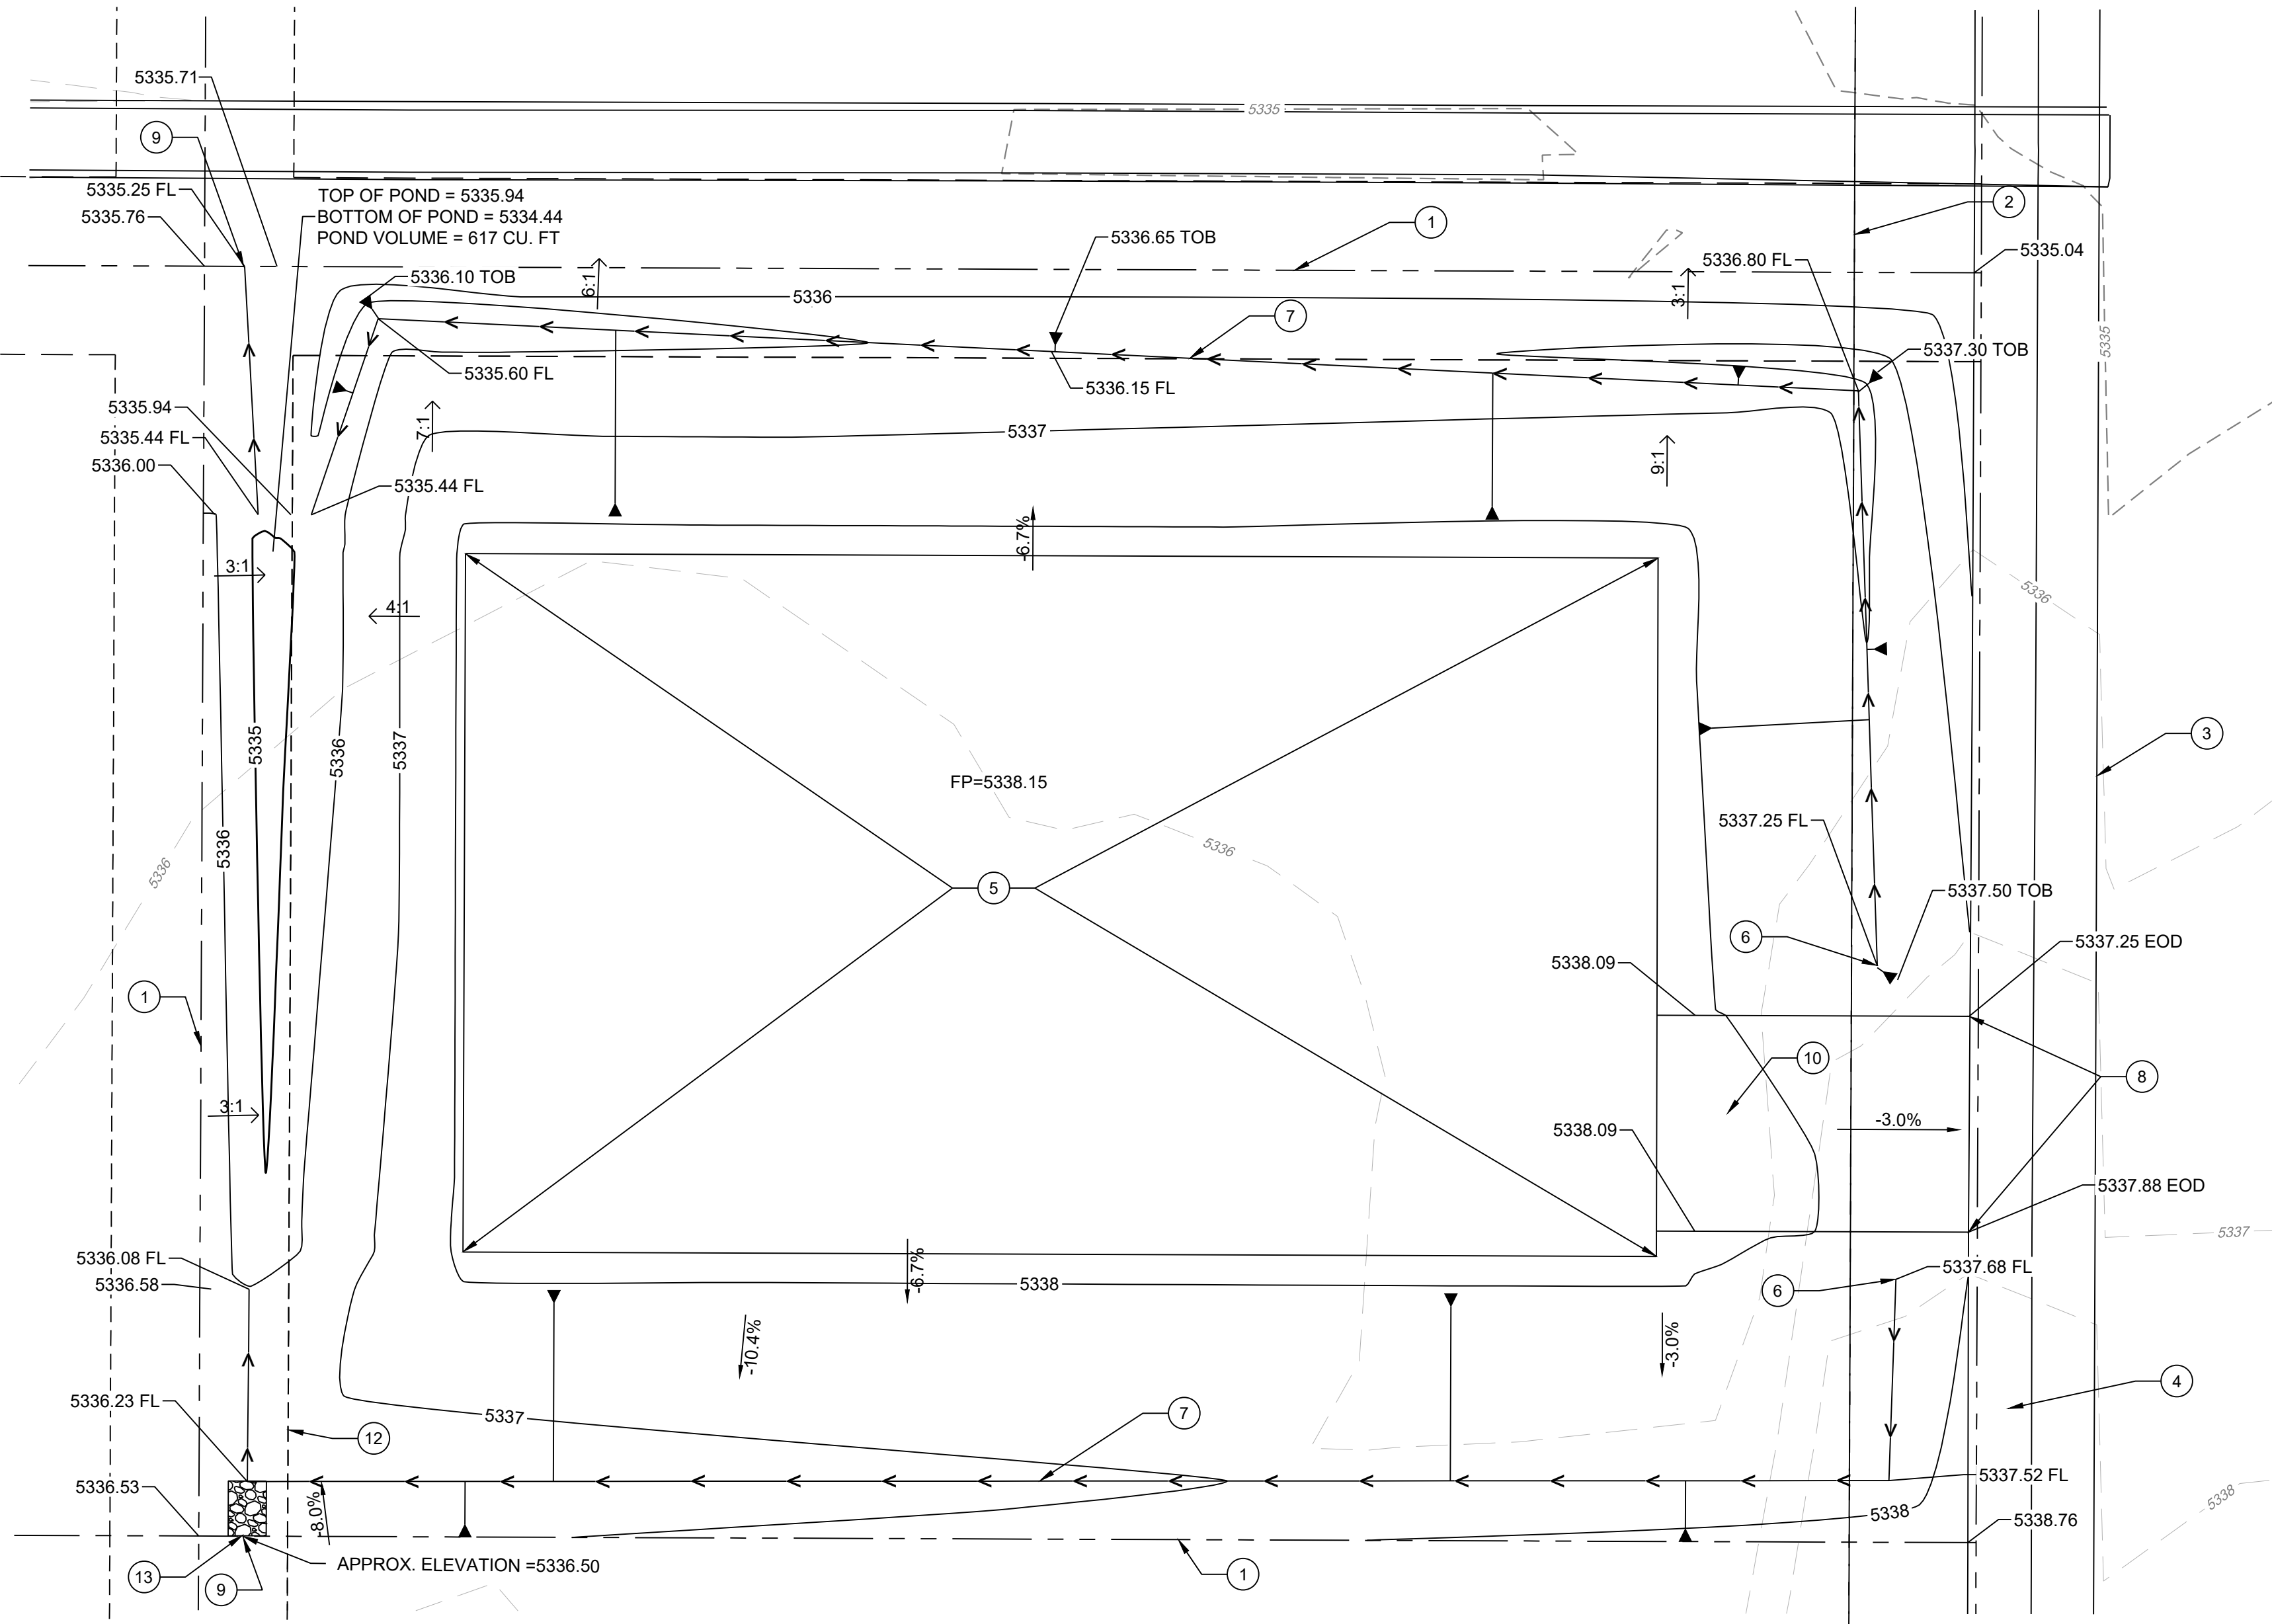 5335.71
9
5335.25 FL
5335.76
TOP OF POND = 5335.94
BOTTOM OF POND = 5334.44
POND VOLUME = 617 CU. FT
5335
1
2
5336.65 TOB
5336.80 FL
5335.04
5336.10 TOB
6:1
5336
3:1
7
5335
5337.30 TOB
5335.60 FL
5336.15 FL
5335.94
5335.44 FL
5336.00
7:1
5337
9:1
5335.44 FL
-6.7%
3:1
4:1
5336
5335
5336
5337
3
FP=5338.15
5337.25 FL
5336
5336
5336
5
5337.50 TOB
6
5337.25 EOD
5338.09
1
10
8
3:1
-3.0%
5338.09
5337.88 EOD
5337
5336.08 FL
5336.58
-6.7%
5338
5337.68 FL
6
-10.4%
-3.0%
4
5336.23 FL
5337
7
12
5336.53
-8.0%
5337.52 FL
5338
5338
5338.76
APPROX. ELEVATION =5336.50
13
9
1